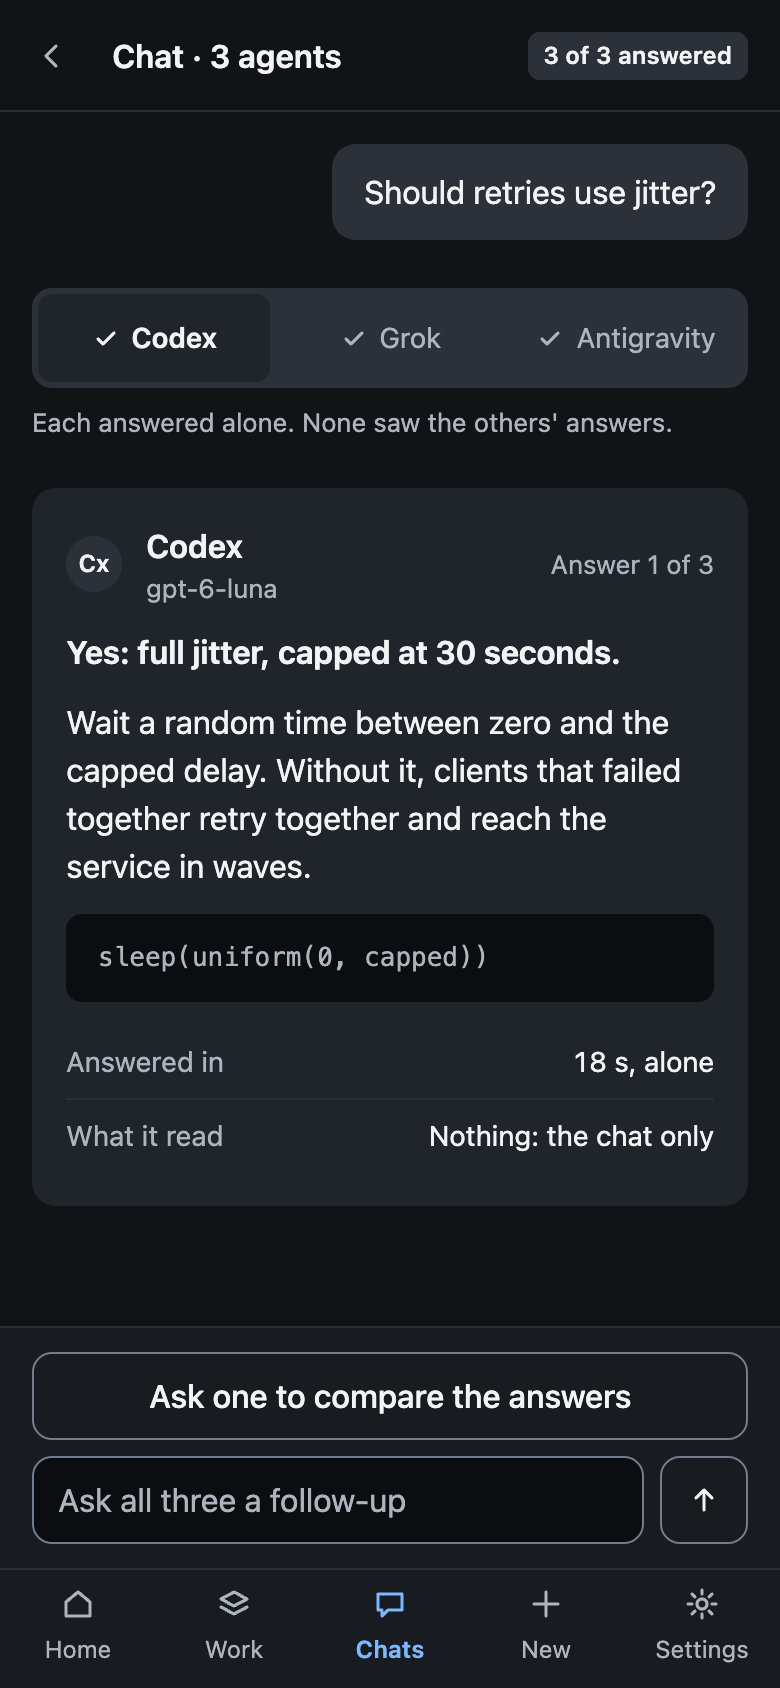 Chat · 3 agents
3 of 3 answered
Should retries use jitter?
Codex
Grok
Antigravity
Each answered alone. None saw the others' answers.
Cx
Codex
gpt-6-luna
Answer 1 of 3
Yes: full jitter, capped at 30 seconds.
Wait a random time between zero and the
capped delay. Without it, clients that failed
together retry together and reach the
service in waves.
sleep(uniform(0, capped))
Answered in
18 s, alone
What it read
Nothing: the chat only
Ask one to compare the answers
Ask all three a follow-up
Home
Work
Chats
New
Settings